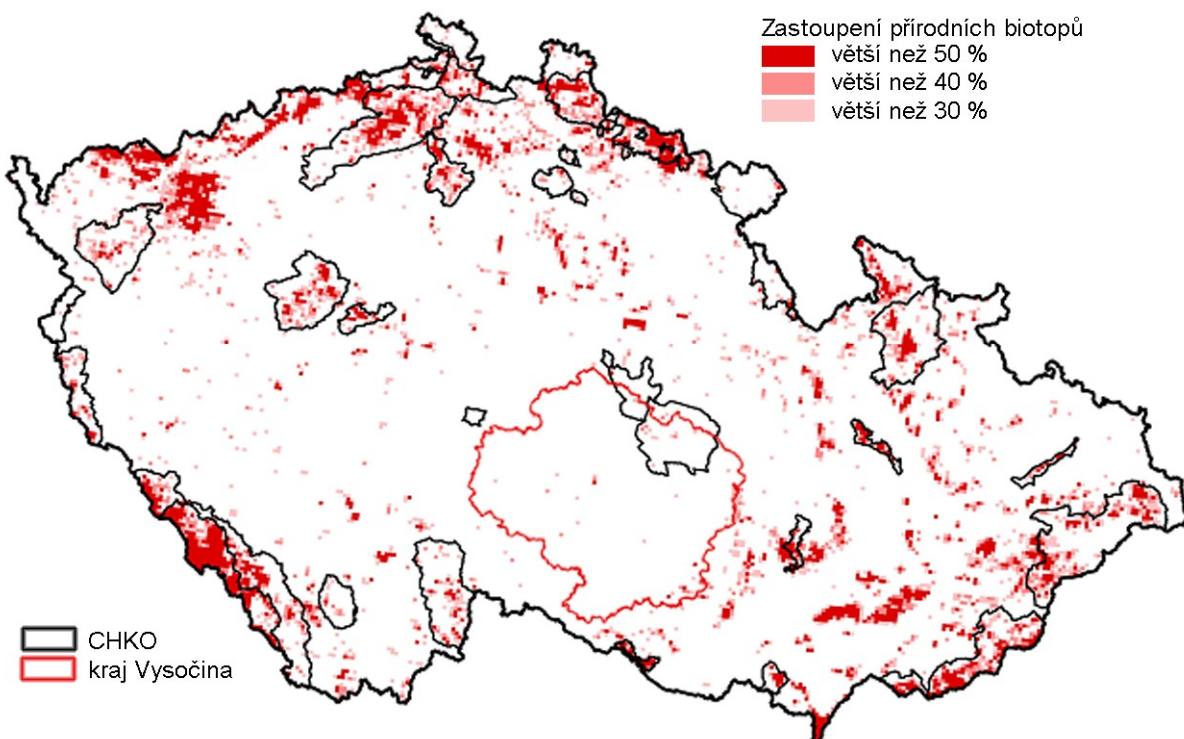 Zastoupení přírodních biotopů
větší než 50 %
větší než 40 %
větší než 30 %
CHKO
kraj Vysočina